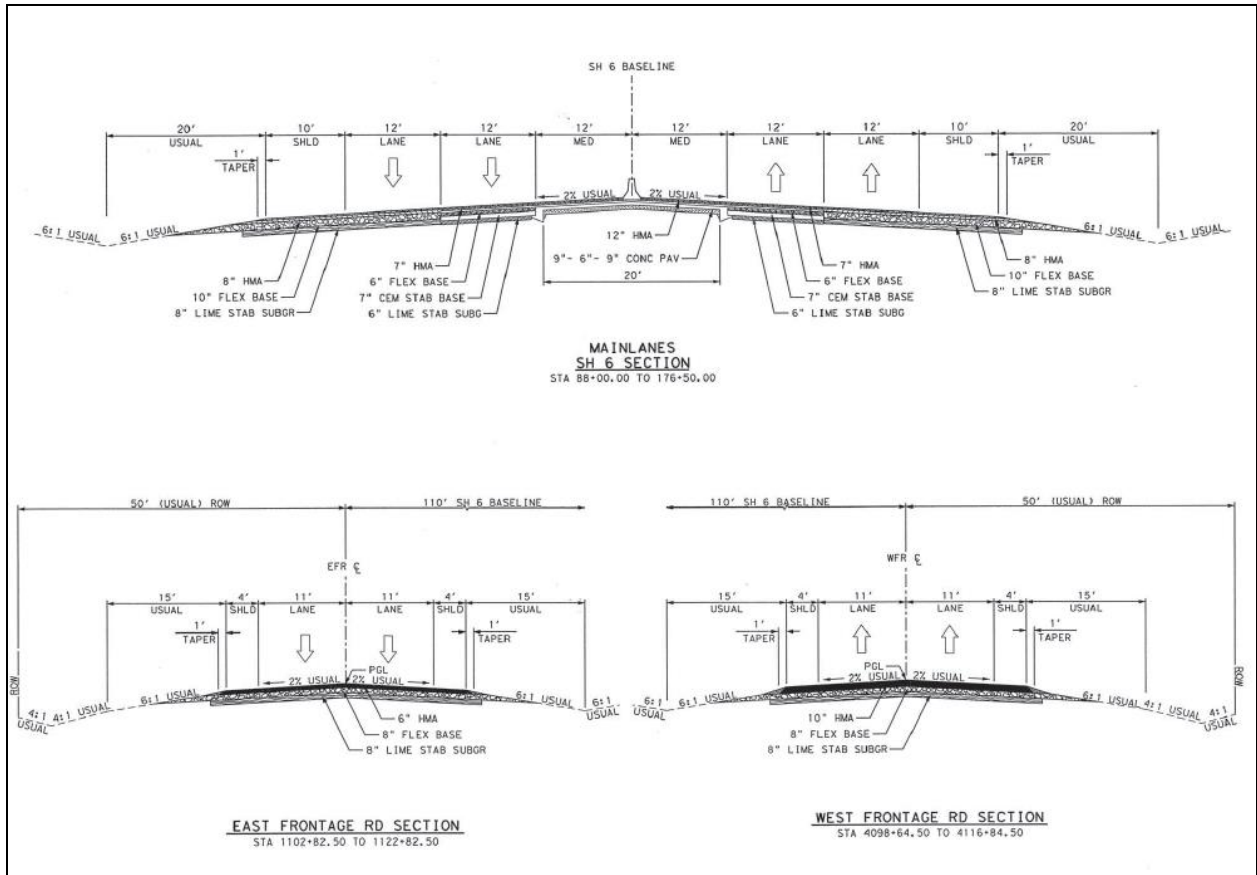 SH 6 BASELINE
20' 10' 12' 12' 12' 12' 12' 12' 10' 20'
USUAL SHLD LANE LANE MED MED LANE LANE SHLD USUAL
1' 1'
TAPER TAPER
2% USUAL 2% USUAL
6:1 USUAL 6:1 USUAL 6:1 USUAL 6:1 USUAL
12" HMA
9"- 6"- 9" CONC PAV
20'
7" HMA
6" FLEX BASE
7" CEM STAB BASE
6" LIME STAB SUBG
8" HMA
10" FLEX BASE
8" LIME STAB SUBGR
7" HMA
6" FLEX BASE
7" CEM STAB BASE
6" LIME STAB SUBG
8" HMA
10" FLEX BASE
8" LIME STAB SUBGR
MAINLANES
SH 6 SECTION
STA 88+00.00 TO 176+50.00
50' (USUAL) ROW 110' SH 6 BASELINE
EFR ℄
15' 4' 11' 11' 4' 15'
USUAL SHLD LANE LANE SHLD USUAL
1' 1'
TAPER TAPER
PGL
2% USUAL 2% USUAL
ROW
4:1 4:1 USUAL 6:1 USUAL 6:1 USUAL 6:1
USUAL USUAL
6" HMA
8" FLEX BASE
8" LIME STAB SUBGR
EAST FRONTAGE RD SECTION
STA 1102+82.50 TO 1122+82.50
110' SH 6 BASELINE 50' (USUAL) ROW
WFR ℄
15' 4' 11' 11' 4' 15'
USUAL SHLD LANE LANE SHLD USUAL
1' 1'
TAPER TAPER
PGL
2% USUAL 2% USUAL
ROW
6:1 6:1 USUAL 6:1 USUAL 4:1 USUAL 4:1
USUAL USUAL
10" HMA
8" FLEX BASE
8" LIME STAB SUBGR
WEST FRONTAGE RD SECTION
STA 4098+64.50 TO 4116+84.50